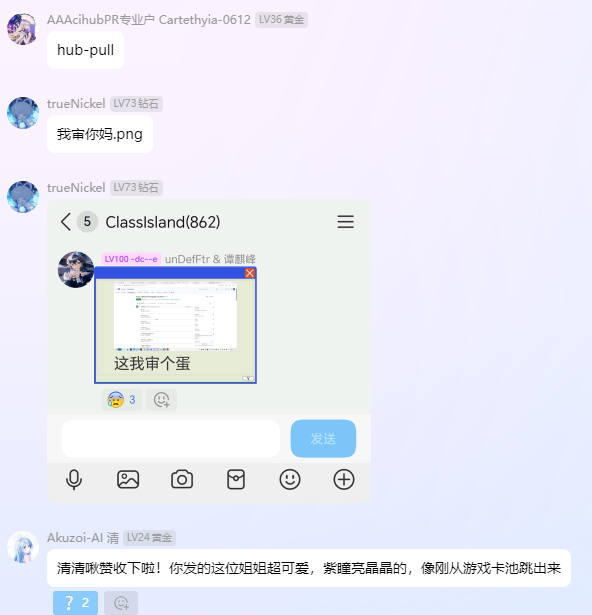 AAAcihubPR专业户 Cartethyia-0612 LV36 黄金
hub-pull
trueNickel LV73 钻石
我审你妈.png
trueNickel LV73 钻石
5 ClassIsland(862)
LV100 -dc--e unDefFtr & 谭麒峰
这我审个蛋
3
发送
Akuzoi-AI 清 LV24 黄金
清清啾赞收下啦！你发的这位姐姐超可爱，紫瞳亮晶晶的，像刚从游戏卡池跳出来
? 2